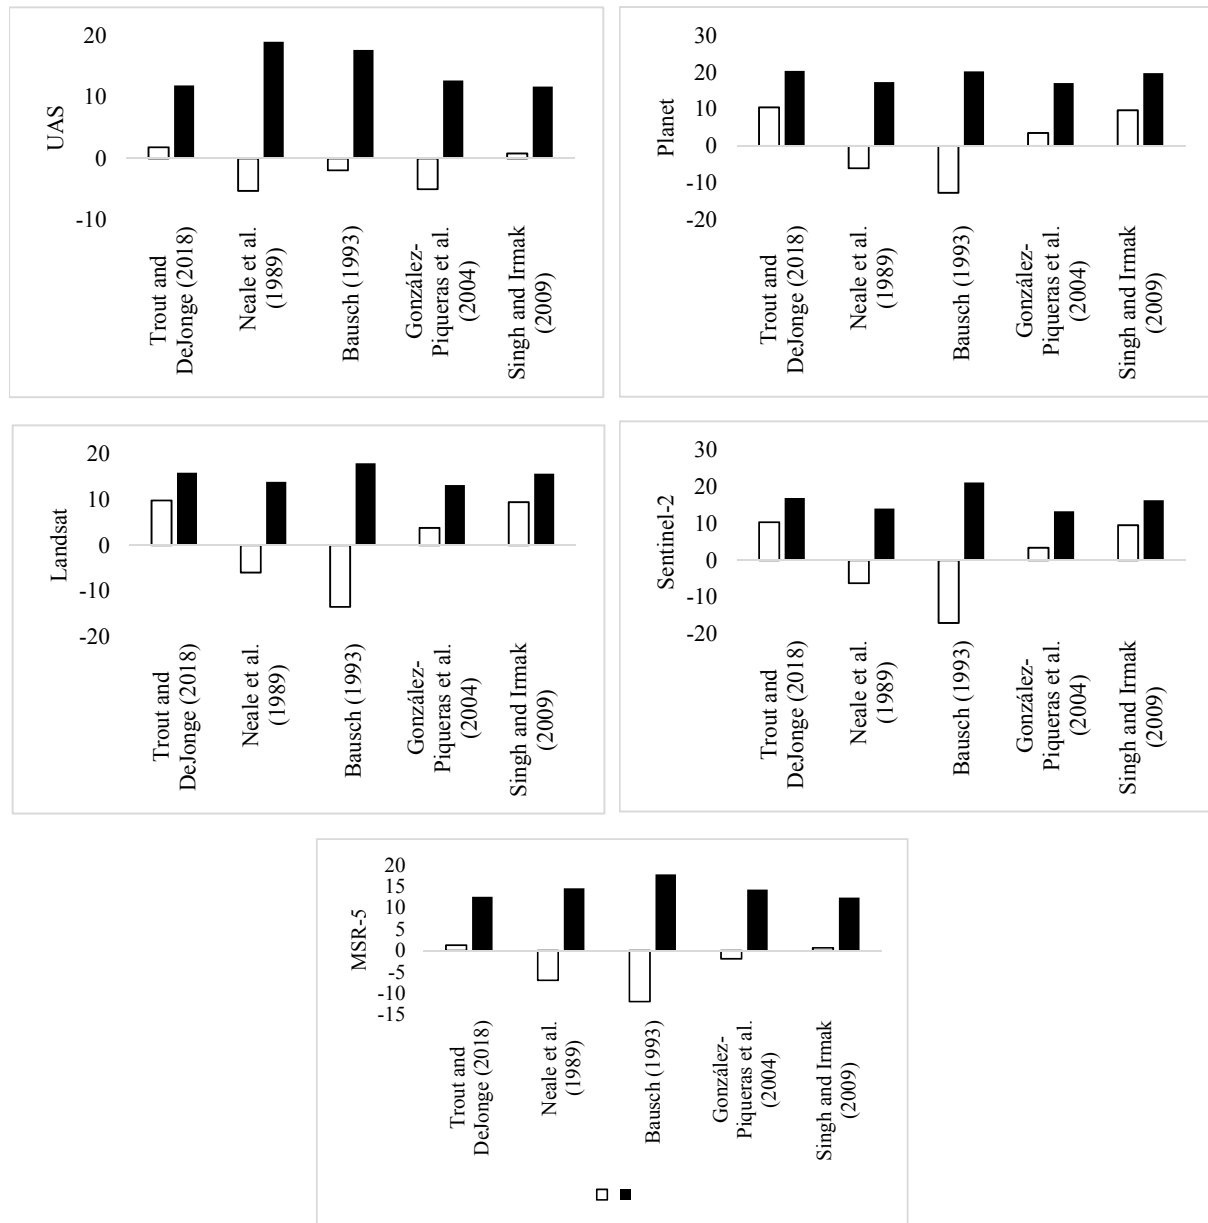 UAS
20
10
0
-10
Trout and
DeJonge (2018)
Neale et al.
(1989)
Bausch (1993)
González-
Piqueras et al.
(2004)
Singh and Irmak
(2009)
Planet
30
20
10
0
-10
-20
Trout and
DeJonge (2018)
Neale et al.
(1989)
Bausch (1993)
González-
Piqueras et al.
(2004)
Singh and Irmak
(2009)
Landsat
20
10
0
-10
-20
Trout and
DeJonge (2018)
Neale et al.
(1989)
Bausch (1993)
González-
Piqueras et al.
(2004)
Singh and Irmak
(2009)
Sentinel-2
30
20
10
0
-10
-20
Trout and
DeJonge (2018)
Neale et al.
(1989)
Bausch (1993)
González-
Piqueras et al.
(2004)
Singh and Irmak
(2009)
MSR-5
20
15
10
5
0
-5
-10
-15
Trout and
DeJonge (2018)
Neale et al.
(1989)
Bausch (1993)
González-
Piqueras et al.
(2004)
Singh and Irmak
(2009)